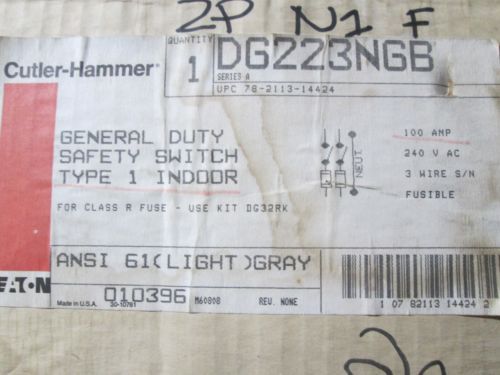 2P N1 F
QUANTITY
1
DG223NGB
SERIES A
UPC 78-2113-14424
Cutler-Hammer
GENERAL DUTY
SAFETY SWITCH
TYPE 1 INDOOR
FOR CLASS R FUSE - USE KIT DG32RK
NEUT.
100 AMP
240 V AC
3 WIRE S/N
FUSIBLE
ANSI 61(LIGHT)GRAY
EATON
010396
M60808
REV. NONE
Made in U.S.A.
30-10761
1 07 82113 14424 2